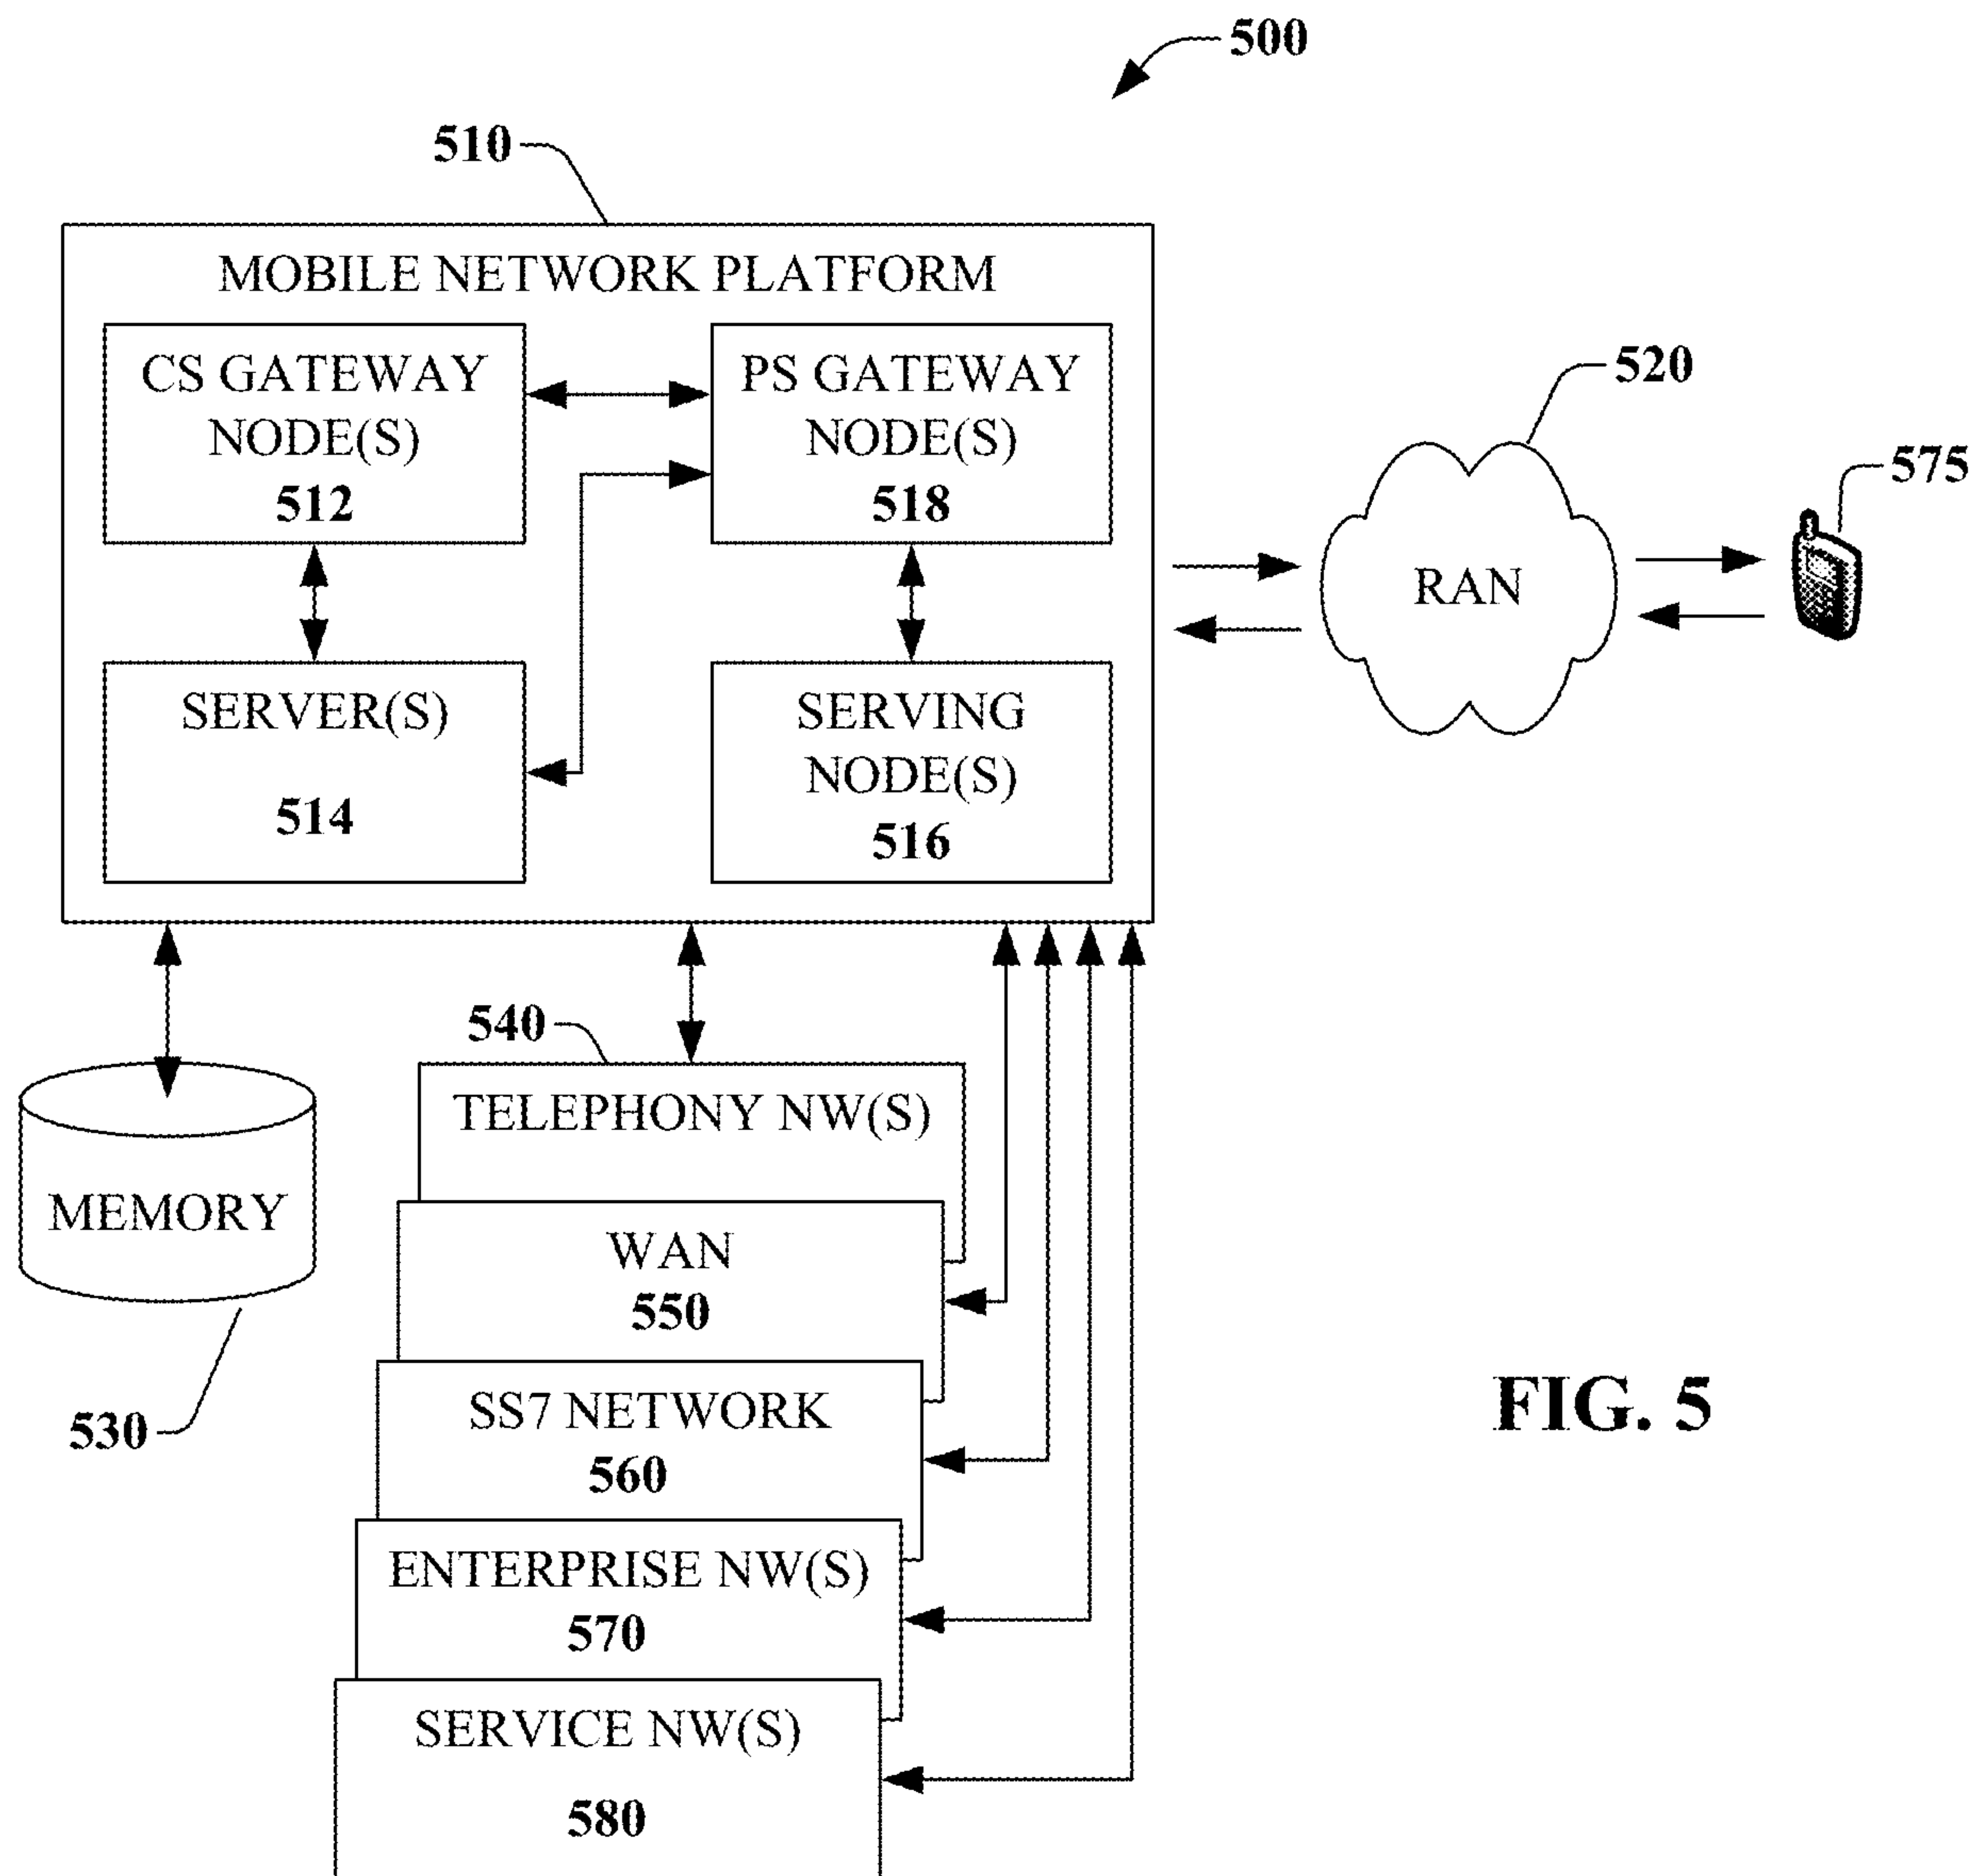 500
510
MOBILE NETWORK PLATFORM
CS GATEWAY
NODE(S)
512
PS GATEWAY
NODE(S)
518
520
575
RAN
SERVER(S)
514
SERVING
NODE(S)
516
540
TELEPHONY NW(S)
MEMORY
530
WAN
550
SS7 NETWORK
560
FIG. 5
ENTERPRISE NW(S)
570
SERVICE NW(S)
580